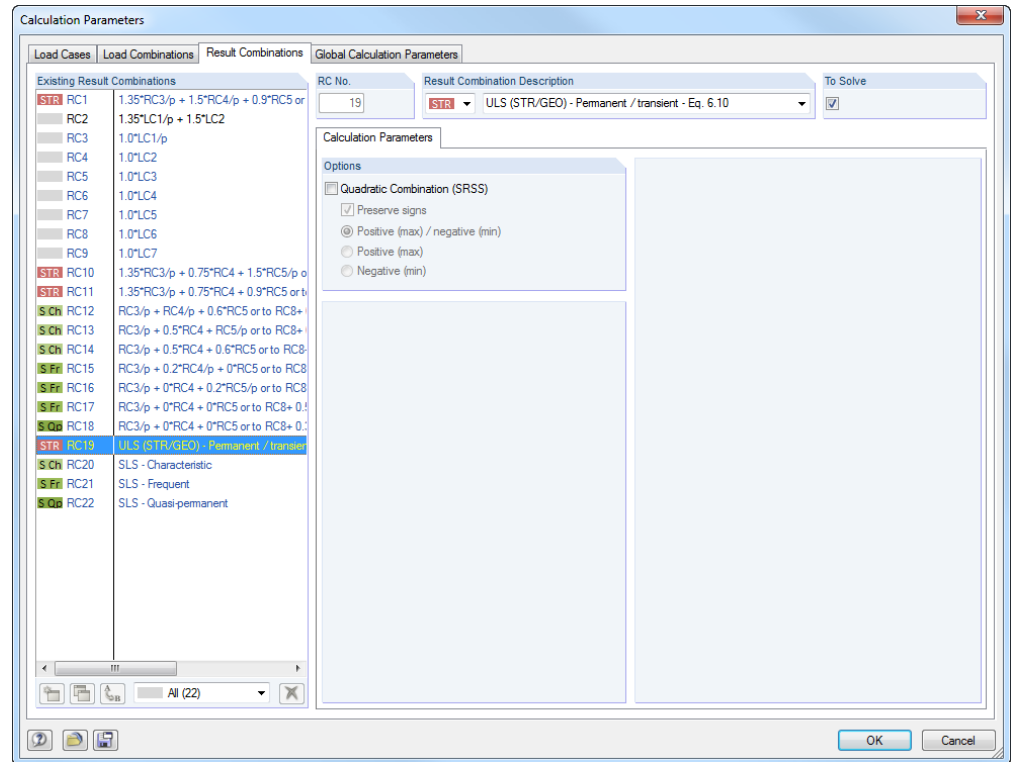 Calculation Parameters
Load Cases Load Combinations Result Combinations Global Calculation Parameters
Existing Result Combinations
STR RC1 1.35*RC3/p + 1.5*RC4/p + 0.9*RC5 or
RC2 1.35*LC1/p + 1.5*LC2
RC3 1.0*LC1/p
RC4 1.0*LC2
RC5 1.0*LC3
RC6 1.0*LC4
RC7 1.0*LC5
RC8 1.0*LC6
RC9 1.0*LC7
STR RC10 1.35*RC3/p + 0.75*RC4 + 1.5*RC5/p o
STR RC11 1.35*RC3/p + 0.75*RC4 + 0.9*RC5 or t
S Ch RC12 RC3/p + RC4/p + 0.6*RC5 or to RC8+
S Ch RC13 RC3/p + 0.5*RC4 + RC5/p or to RC8+
S Ch RC14 RC3/p + 0.5*RC4 + 0.6*RC5 or to RC8
S Fr RC15 RC3/p + 0.2*RC4/p + 0*RC5 or to RC8
S Fr RC16 RC3/p + 0*RC4 + 0.2*RC5/p or to RC8
S Fr RC17 RC3/p + 0*RC4 + 0*RC5 or to RC8+ 0.
S Qp RC18 RC3/p + 0*RC4 + 0*RC5 or to RC8+ 0.
STR RC19 ULS (STR/GEO) - Permanent / transien
S Ch RC20 SLS - Characteristic
S Fr RC21 SLS - Frequent
S Qp RC22 SLS - Quasi-permanent
All (22)
RC No.
19
Result Combination Description
STR ULS (STR/GEO) - Permanent / transient - Eq. 6.10
To Solve
Calculation Parameters
Options
Quadratic Combination (SRSS)
Preserve signs
Positive (max) / negative (min)
Positive (max)
Negative (min)
OK Cancel